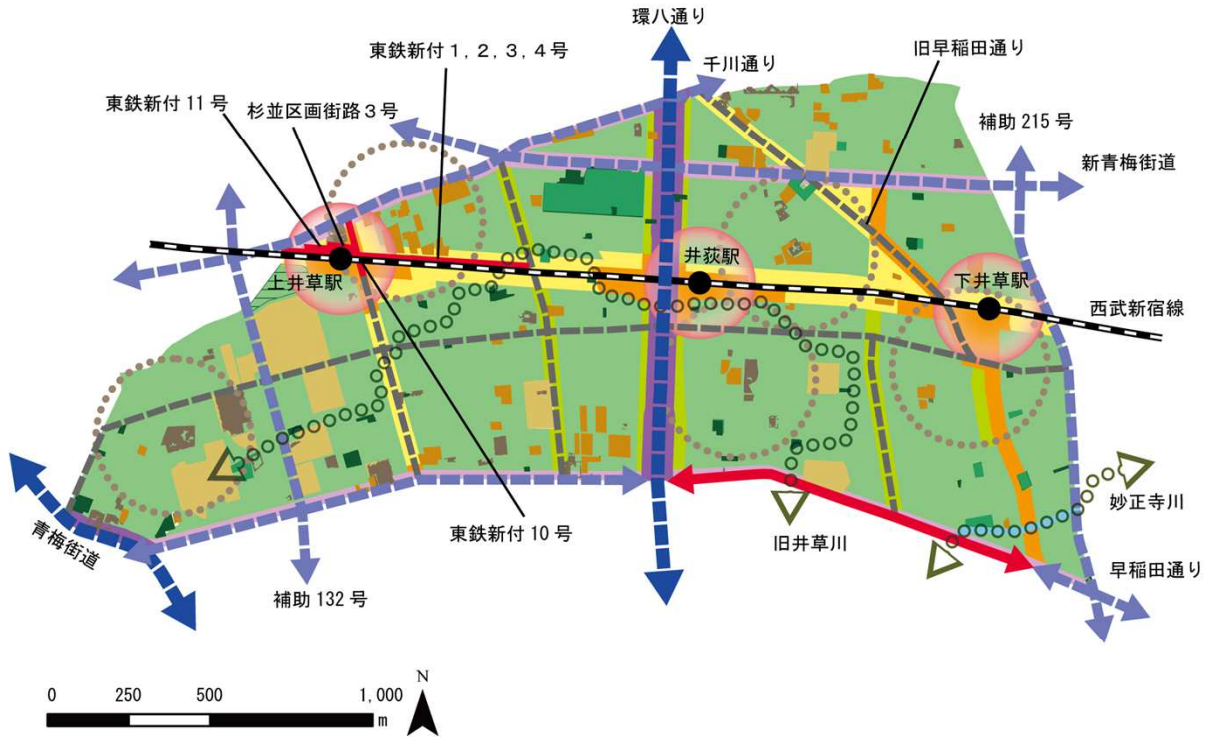 環八通り
東鉄新付１，２，３，４号
千川通り
旧早稲田通り
東鉄新付 11 号
杉並区画街路３号
補助 215 号
新青梅街道
井荻駅
上井草駅
下井草駅
西武新宿線
青梅街道
東鉄新付 10 号
旧井草川
妙正寺川
補助 132 号
早稲田通り
0 250 500 1,000
m
N